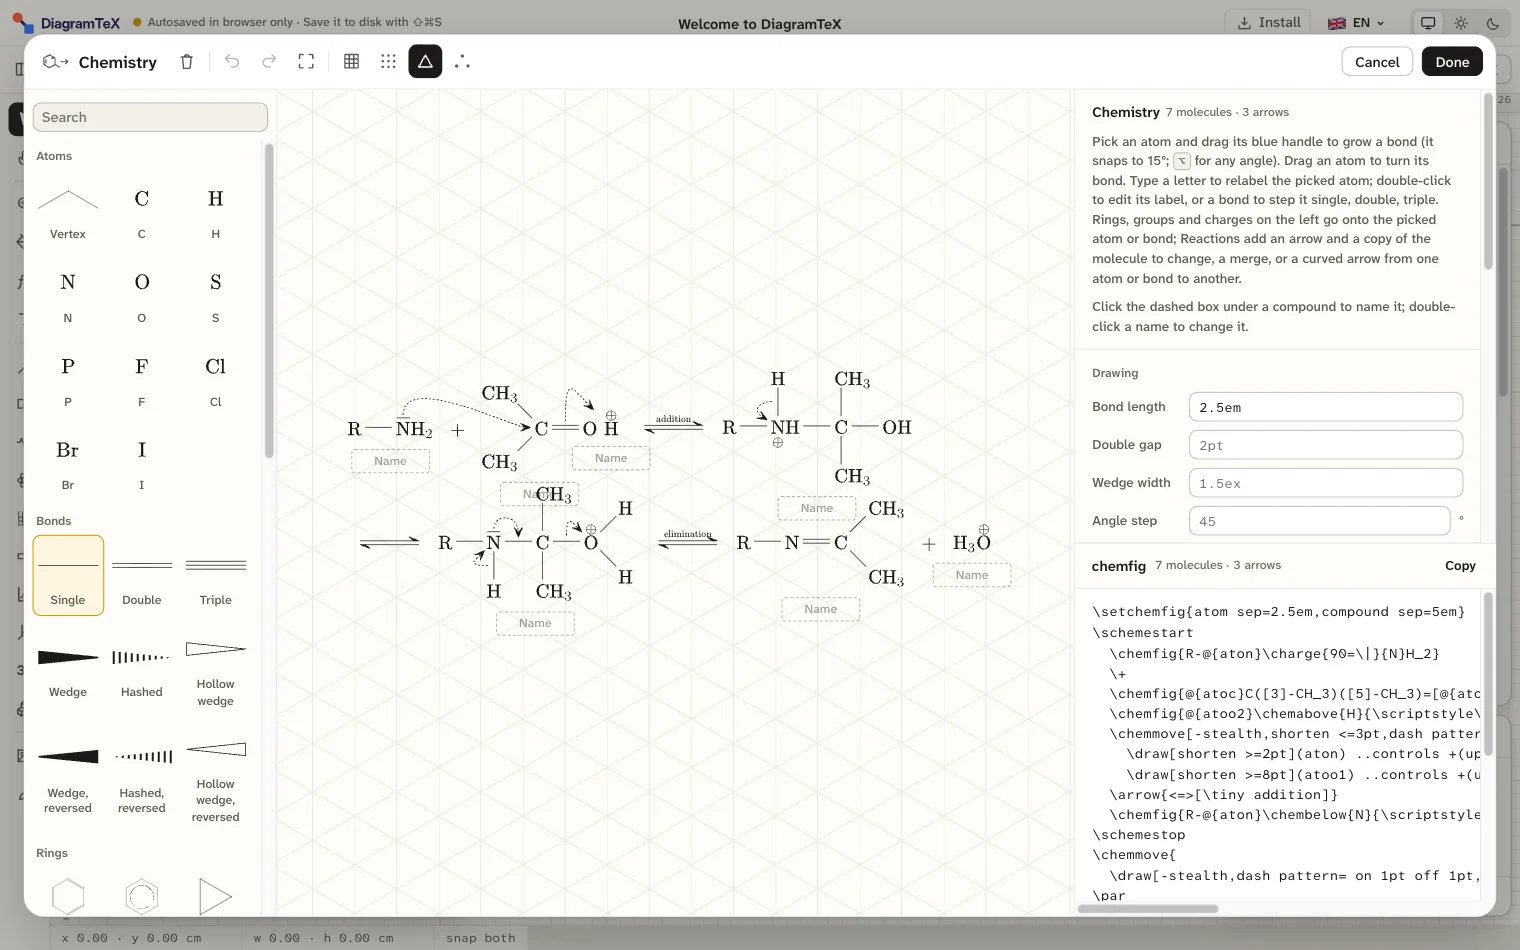 DiagramTeX
Autosaved in browser only · Save it to disk with ⇧⌘S
Welcome to DiagramTeX
Install
EN
Chemistry
Cancel
Done
Search
Atoms
Vertex
C
C
H
H
N
N
O
O
S
S
P
P
F
F
Cl
Cl
Br
Br
I
I
Bonds
Single
Double
Triple
Wedge
Hashed
Hollow wedge
Wedge, reversed
Hashed, reversed
Hollow wedge, reversed
Rings
R NH2 + CH3 C O H ⊕ CH3
Name
Name
Name
addition
H CH3
R NH C OH
⊕ CH3
Name
CH3 H
R N C O ⊕
H CH3 H
Name
elimination
CH3
R N C + H3O ⊕
CH3
Name
Name
Chemistry 7 molecules · 3 arrows
Pick an atom and drag its blue handle to grow a bond (it
snaps to 15°; ⌥ for any angle). Drag an atom to turn its
bond. Type a letter to relabel the picked atom; double-click
to edit its label, or a bond to step it single, double, triple.
Rings, groups and charges on the left go onto the picked
atom or bond; Reactions add an arrow and a copy of the
molecule to change, a merge, or a curved arrow from one
atom or bond to another.
Click the dashed box under a compound to name it; double-
click a name to change it.
Drawing
Bond length 2.5em
Double gap 2pt
Wedge width 1.5ex
Angle step 45 °
chemfig 7 molecules · 3 arrows
Copy
\setchemfig{atom sep=2.5em,compound sep=5em}
\schemestart
\chemfig{R-@{aton}\charge{90=\|}{N}H_2}
\+
\chemfig{@{atoc}C([3]-CH_3)([5]-CH_3)=[@{atc
\chemfig{@{atoo2}\chemabove{H}{\scriptstyle\
\chemmove[-stealth,shorten <=3pt,dash patter
\draw[shorten >=2pt](aton) ..controls +(up
\draw[shorten >=8pt](atoo1) ..controls +(u
\arrow{<=>[\tiny addition]}
\chemfig{R-@{aton}\chembelow{N}{\scriptstyle
\schemestop
\chemmove{
\draw[-stealth,dash pattern= on 1pt off 1pt,
\par
26
x 0.00 · y 0.00 cm
w 0.00 · h 0.00 cm
snap both